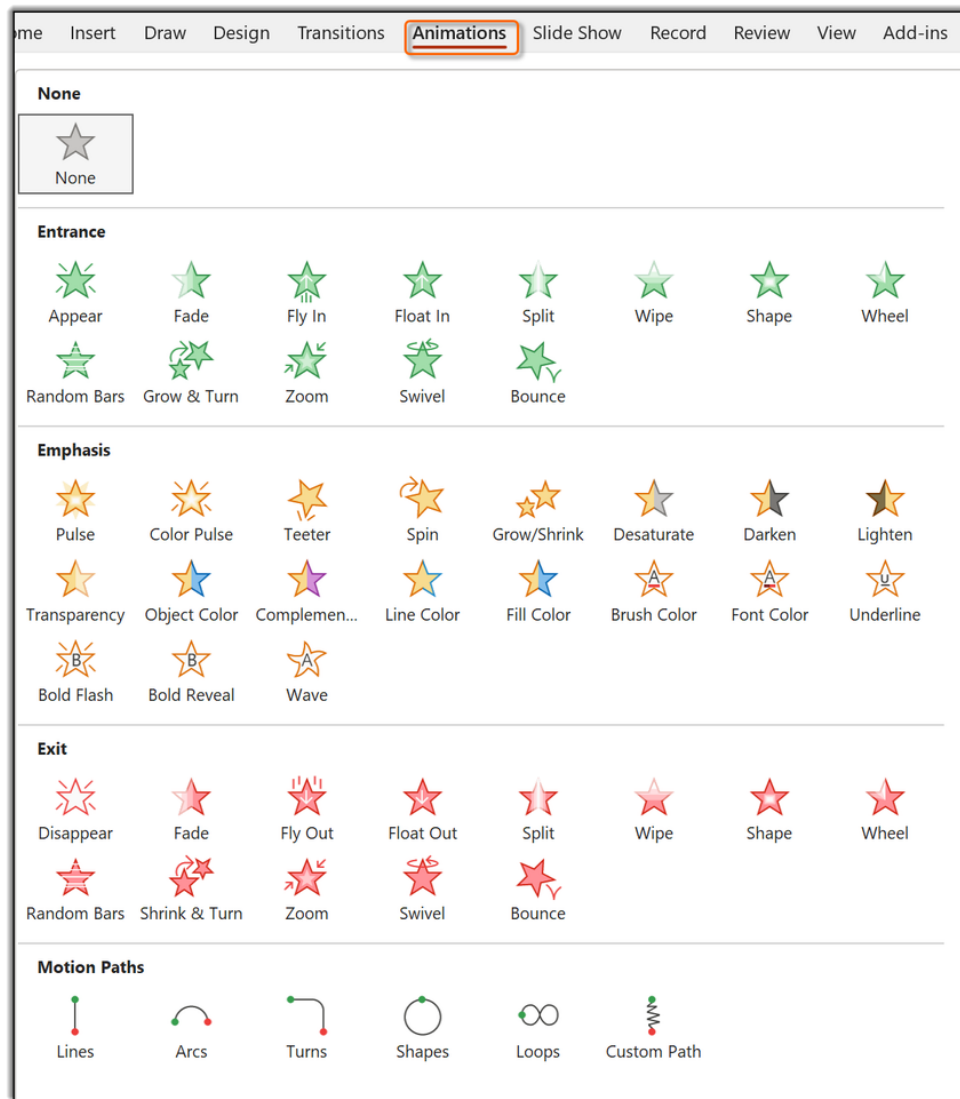 ome Insert Draw Design Transitions Animations Slide Show Record Review View Add-ins
None
None
Entrance
Appear Fade Fly In Float In Split Wipe Shape Wheel
Random Bars Grow & Turn Zoom Swivel Bounce
Emphasis
Pulse Color Pulse Teeter Spin Grow/Shrink Desaturate Darken Lighten
A A U
Transparency Object Color Complemen... Line Color Fill Color Brush Color Font Color Underline
B B A
Bold Flash Bold Reveal Wave
Exit
Disappear Fade Fly Out Float Out Split Wipe Shape Wheel
Random Bars Shrink & Turn Zoom Swivel Bounce
Motion Paths
Lines Arcs Turns Shapes Loops Custom Path